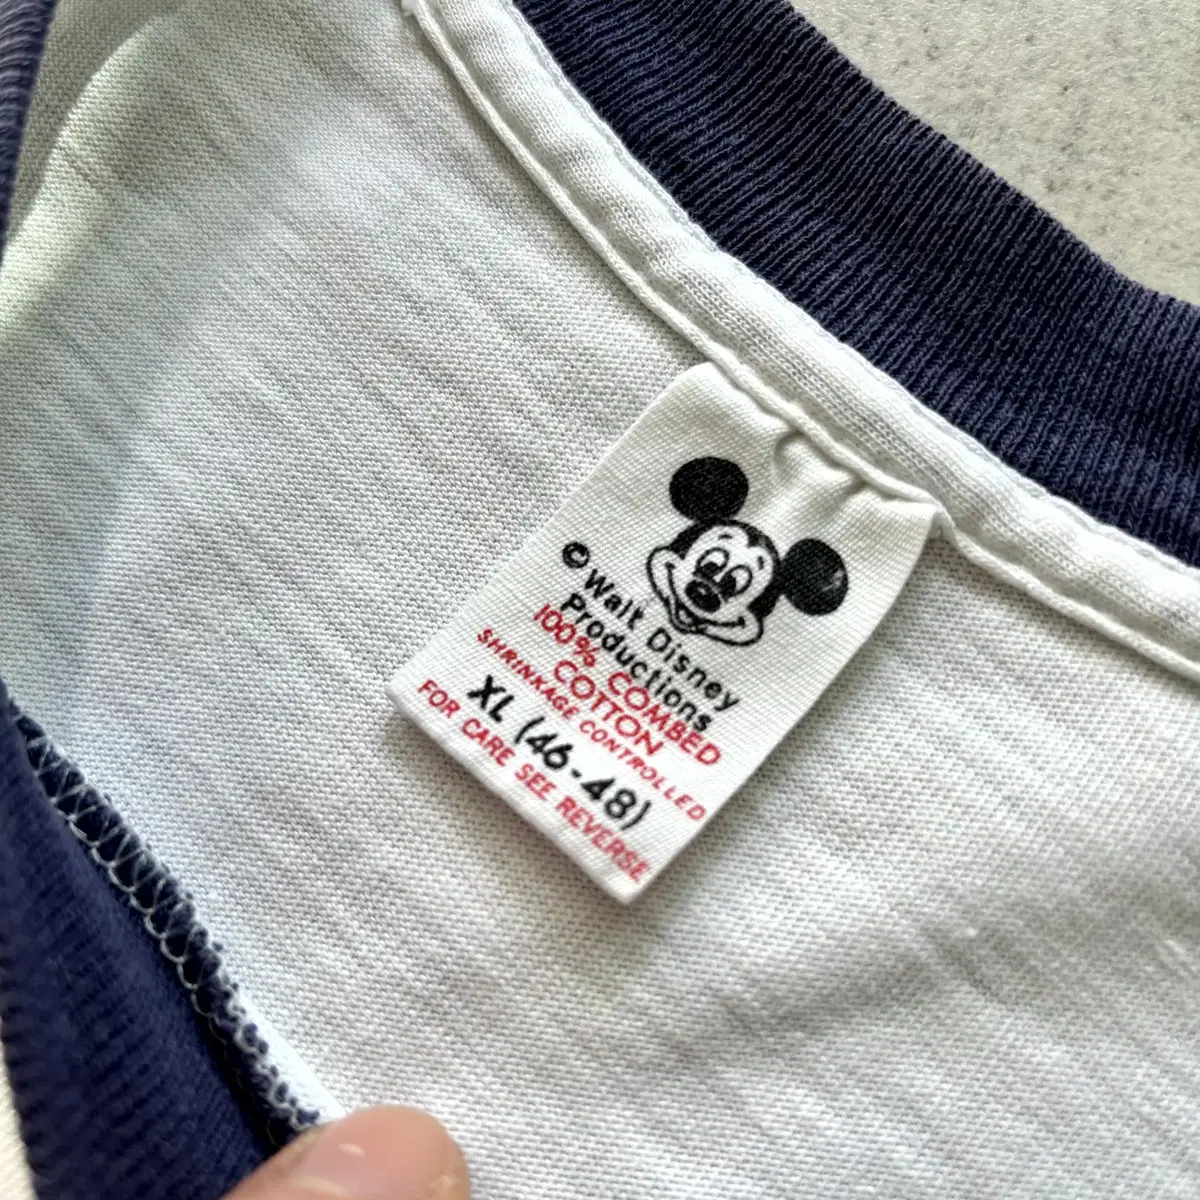 ©Walt Disney
Productions
100% COMBED
COTTON
SHRINKAGE CONTROLLED
XL (46-48)
FOR CARE SEE REVERSE